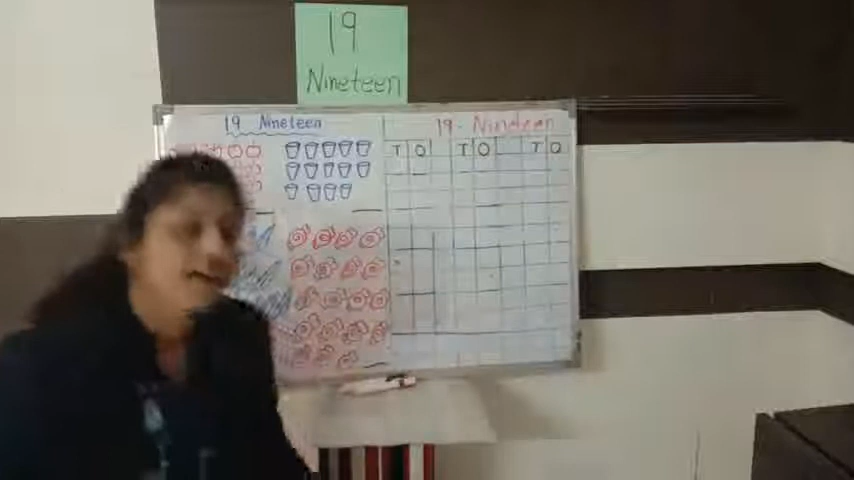 19
Nineteen
19 Nineteen
19 - Nineteen
T O T O T O